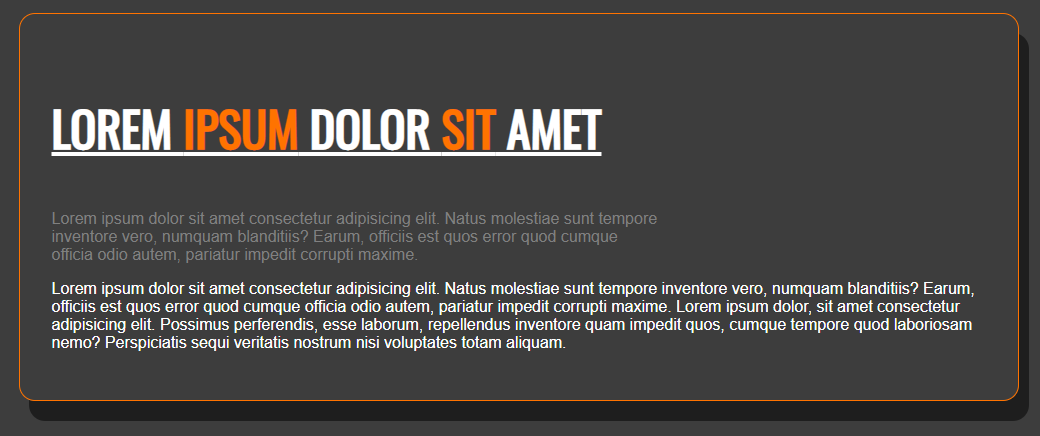 LOREM IPSUM DOLOR SIT AMET
Lorem ipsum dolor sit amet consectetur adipisicing elit. Natus molestiae sunt tempore
inventore vero, numquam blanditiis? Earum, officiis est quos error quod cumque
officia odio autem, pariatur impedit corrupti maxime.
Lorem ipsum dolor sit amet consectetur adipisicing elit. Natus molestiae sunt tempore inventore vero, numquam blanditiis? Earum,
officiis est quos error quod cumque officia odio autem, pariatur impedit corrupti maxime. Lorem ipsum dolor, sit amet consectetur
adipisicing elit. Possimus perferendis, esse laborum, repellendus inventore quam impedit quos, cumque tempore quod laboriosam
nemo? Perspiciatis sequi veritatis nostrum nisi voluptates totam aliquam.